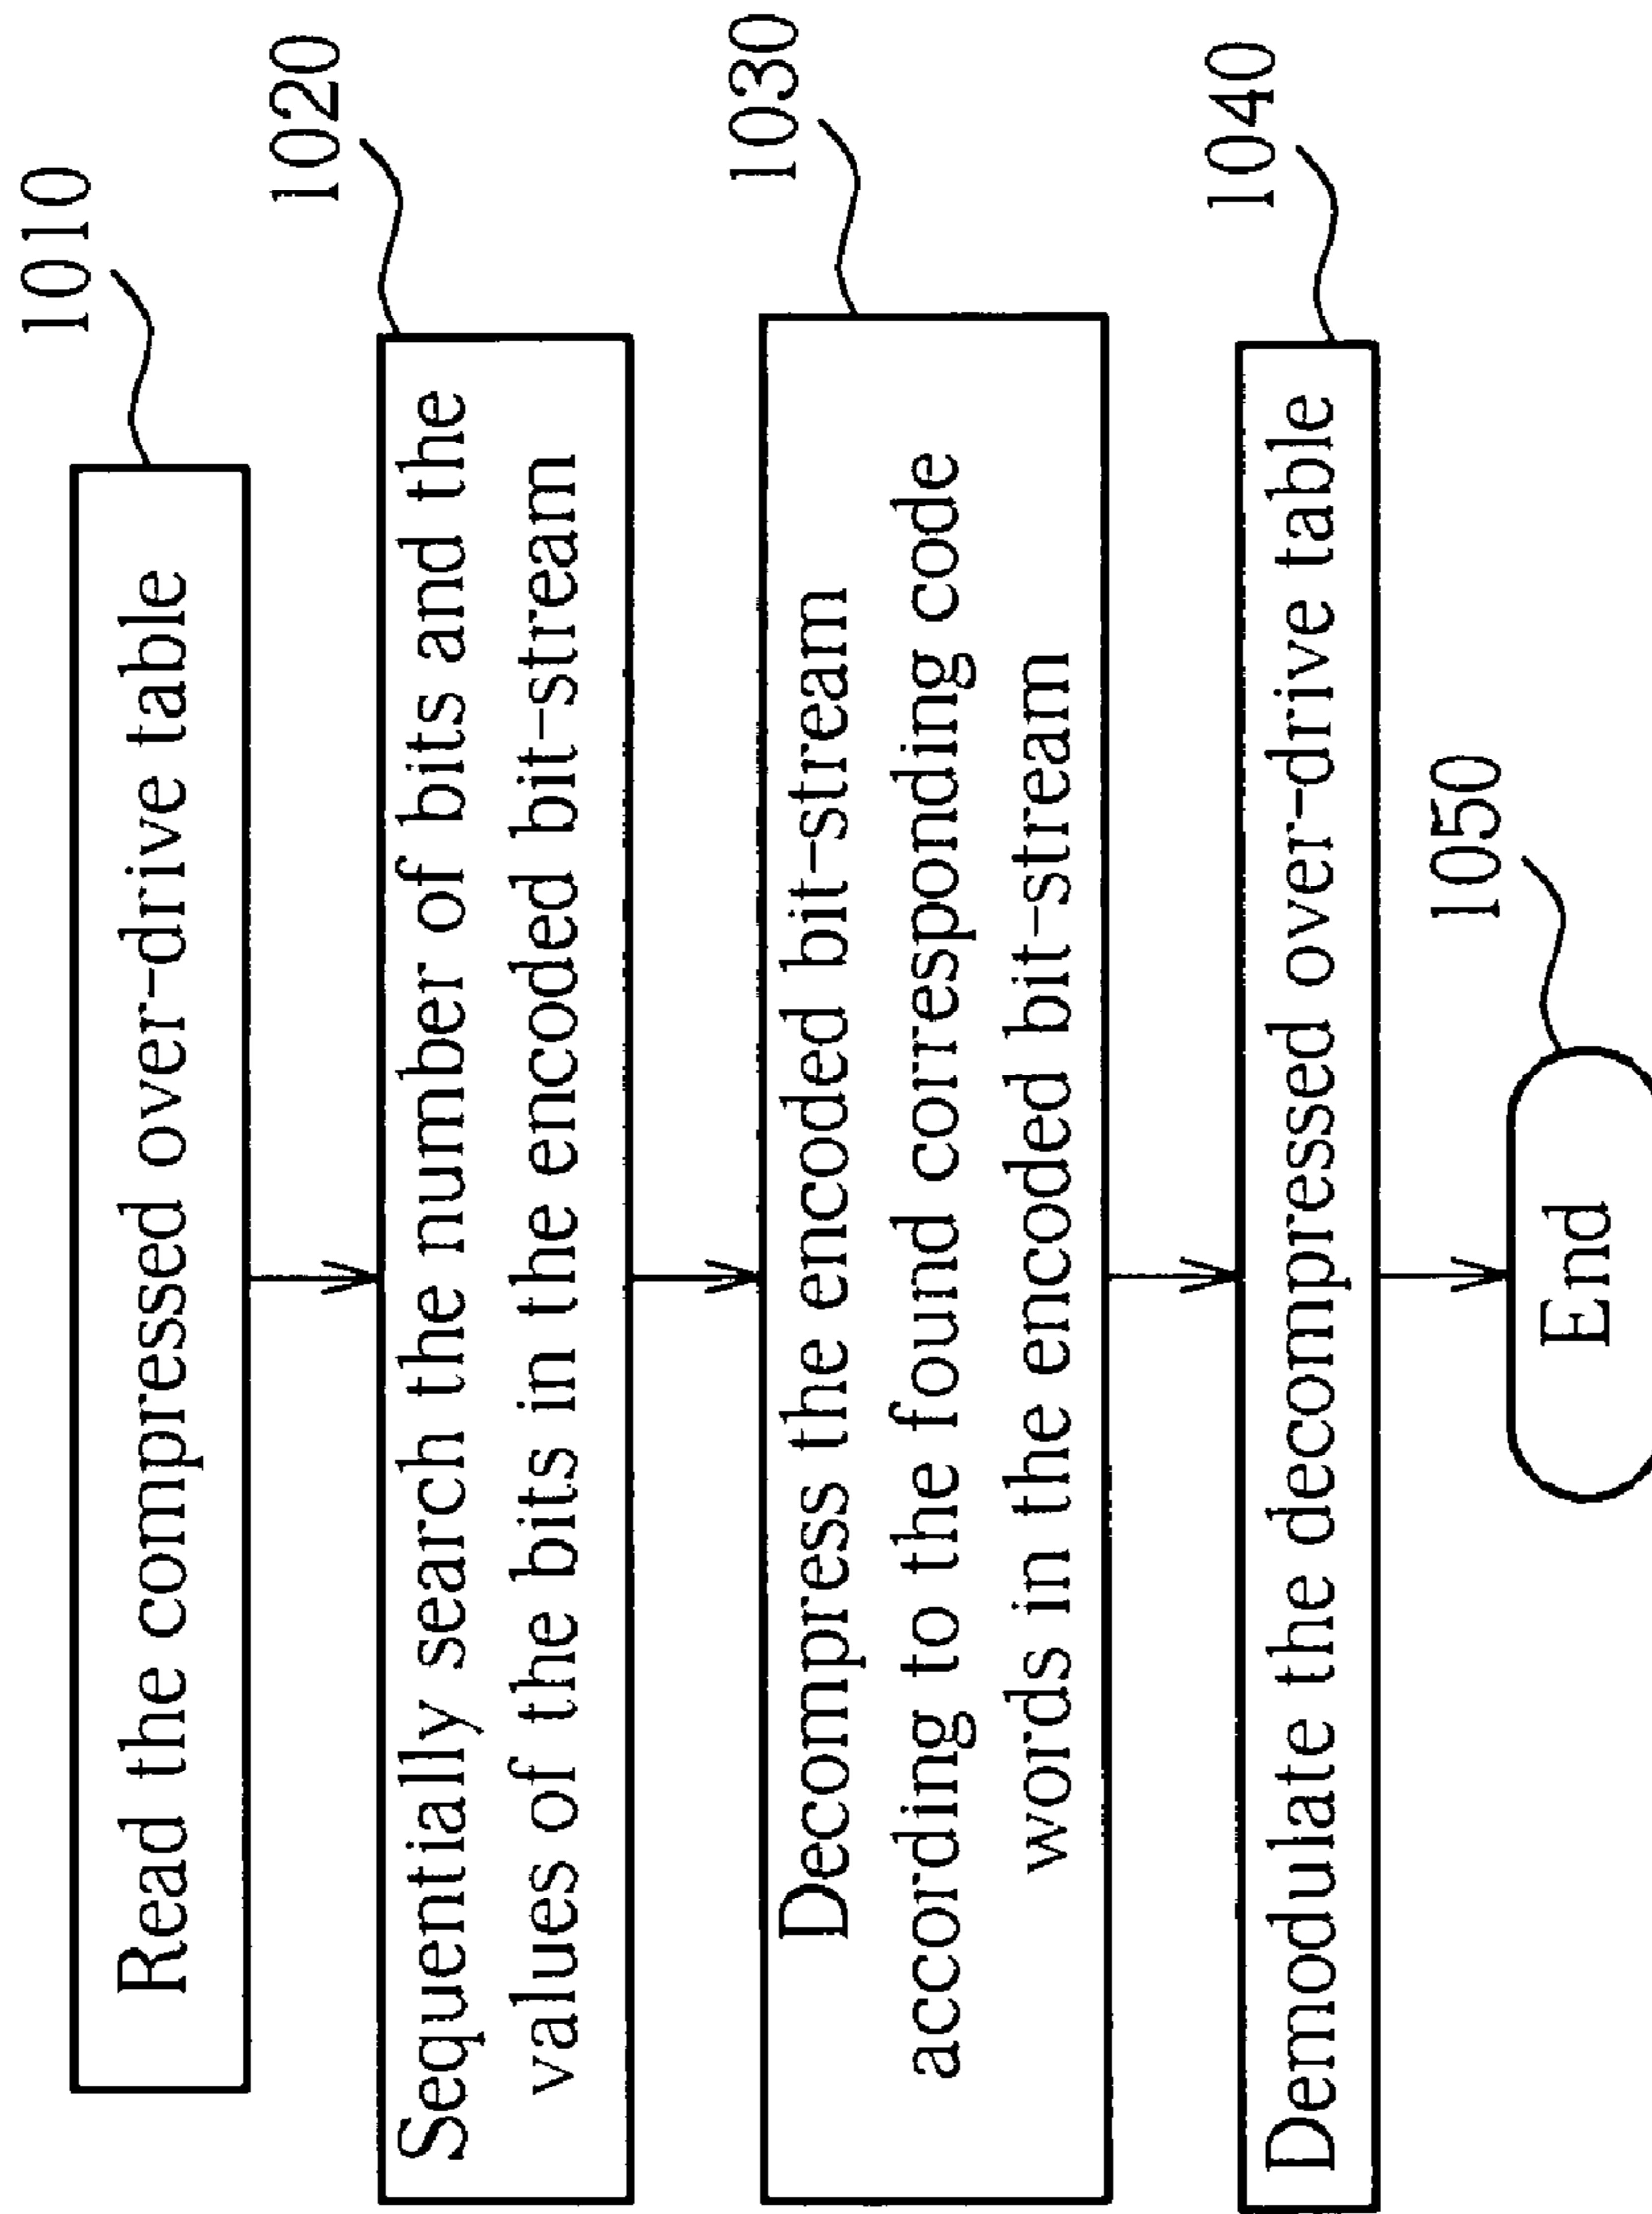 1010
Read the compressed over-drive table
1020
Sequentially search the number of bits and the
values of the bits in the encoded bit-stream
1030
Decompress the encoded bit-stream
according to the found corresponding code
words in the encoded bit-stream
1040
Demodulate the decompressed over-drive table
1050
End